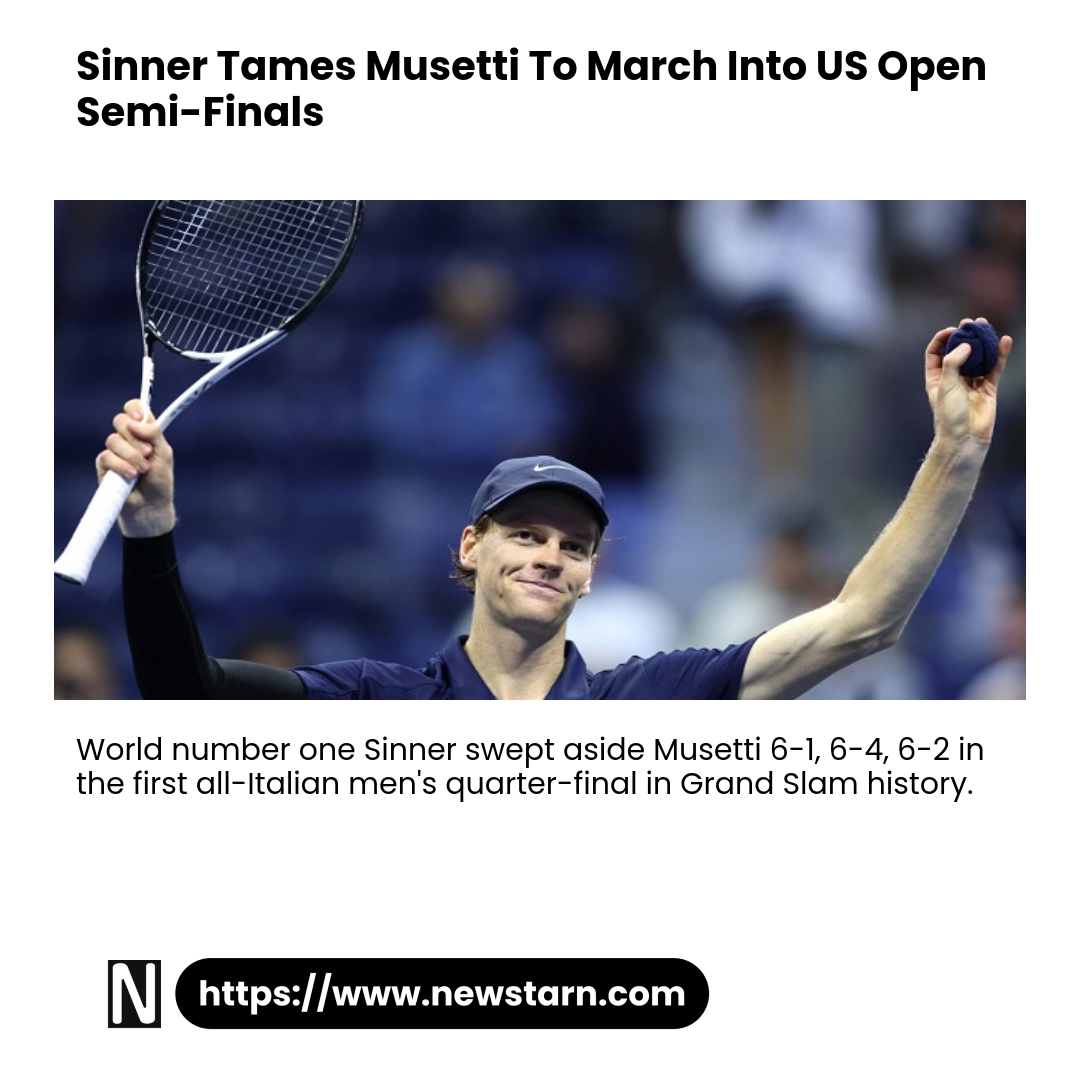 Sinner Tames Musetti To March Into US Open
Semi-Finals
World number one Sinner swept aside Musetti 6-1, 6-4, 6-2 in
the first all-Italian men's quarter-final in Grand Slam history.
N
https://www.newstarn.com